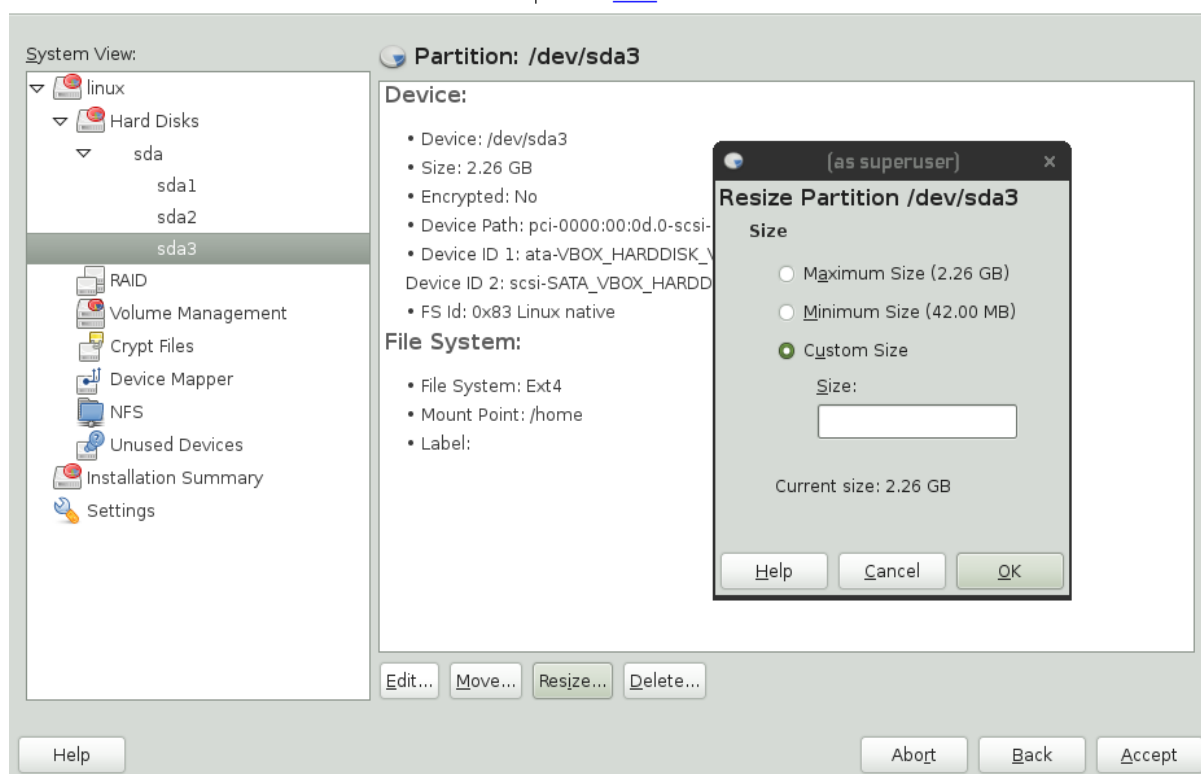 System View:
linux
Hard Disks
sda
sda1
sda2
sda3
RAID
Volume Management
Crypt Files
Device Mapper
NFS
Unused Devices
Installation Summary
Settings
Partition: /dev/sda3
Device:
• Device: /dev/sda3
• Size: 2.26 GB
• Encrypted: No
• Device Path: pci-0000:00:0d.0-scsi-
• Device ID 1: ata-VBOX_HARDDISK_
Device ID 2: scsi-SATA_VBOX_HARDD
• FS Id: 0x83 Linux native
File System:
• File System: Ext4
• Mount Point: /home
• Label:
Edit... Move... Resize... Delete...
(as superuser)
Resize Partition /dev/sda3
Size
Maximum Size (2.26 GB)
Minimum Size (42.00 MB)
Custom Size
Size:
Current size: 2.26 GB
Help Cancel OK
Help Abort Back Accept